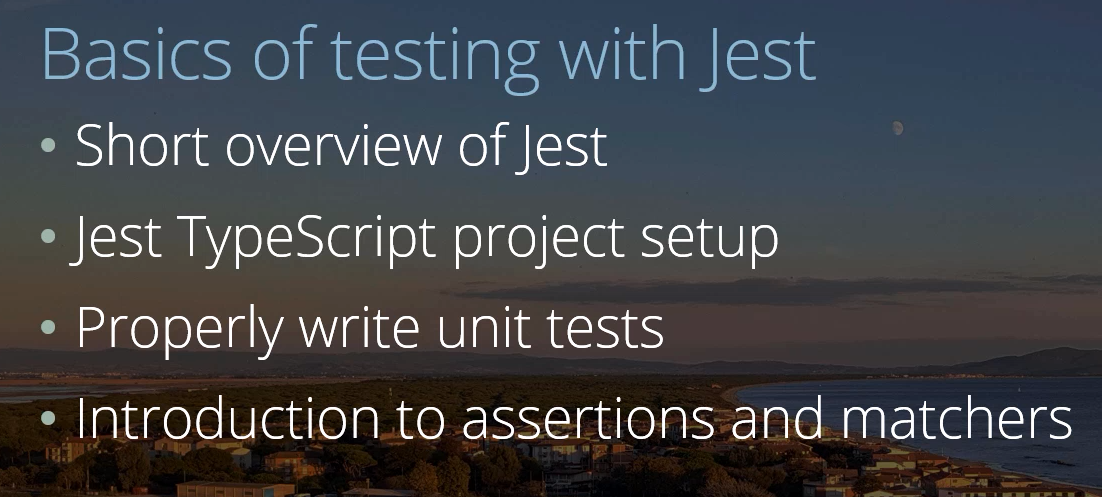 Basics of testing with Jest
• Short overview of Jest
• Jest TypeScript project setup
• Properly write unit tests
• Introduction to assertions and matchers